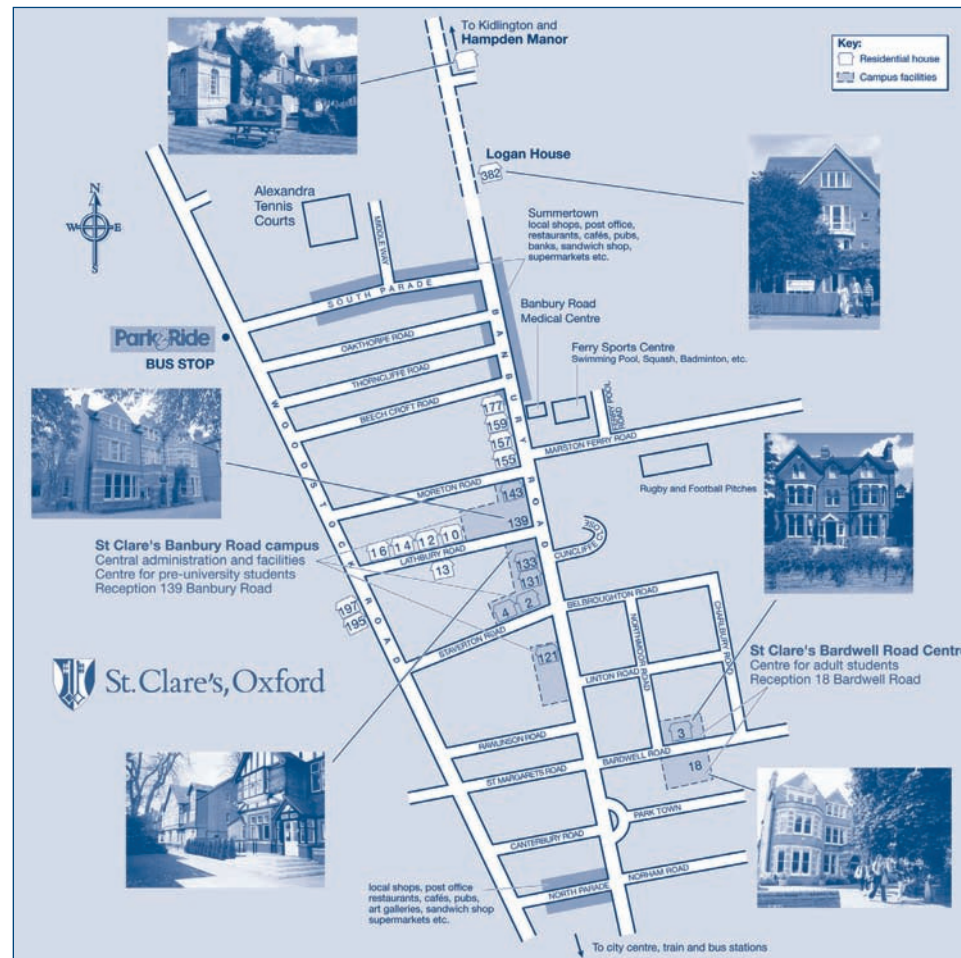 To Kidlington and
Hampden Manor
Key:
Residential house
Campus facilities
Logan House
382
N
W
E
S
Alexandra
Tennis
Courts
MIDDLE WAY
Summertown
local shops, post office
restaurants, cafés, pubs,
banks, sandwich shop,
supermarkets etc.
SOUTH PARADE
BANBURY ROAD
Banbury Road
Medical Centre
Park & Ride
BUS STOP
OAKTHORPE ROAD
Ferry Sports Centre
Swimming Pool, Squash, Badminton, etc.
THORNCLIFFE ROAD
BEECH CROFT ROAD
WOODSTOCK ROAD
FERRY POOL
ROAD
177
159
157
155
MARSTON FERRY ROAD
Rugby and Football Pitches
MORETON ROAD
143
139
St Clare's Banbury Road campus
Central administration and facilities
Centre for pre-university students
Reception 139 Banbury Road
16
14
12
10
LATHBURY ROAD
13
CUNCLIFFE CLOSE
133
131
4
2
197
195
BELBROUGHTON ROAD
STAVERTON ROAD
NORTHMOOR ROAD
CHARLBURY ROAD
121
LINTON ROAD
St Clare's Bardwell Road Centre
Centre for adult students
Reception 18 Bardwell Road
St.Clare's, Oxford
3
RAWLINSON ROAD
BARDWELL ROAD
18
ST MARGARETS ROAD
PARK TOWN
CANTERBURY ROAD
NORHAM ROAD
NORTH PARADE
local shops, post office
restaurants, cafés, pubs,
art galleries, sandwich shop
supermarkets etc.
To city centre, train and bus stations